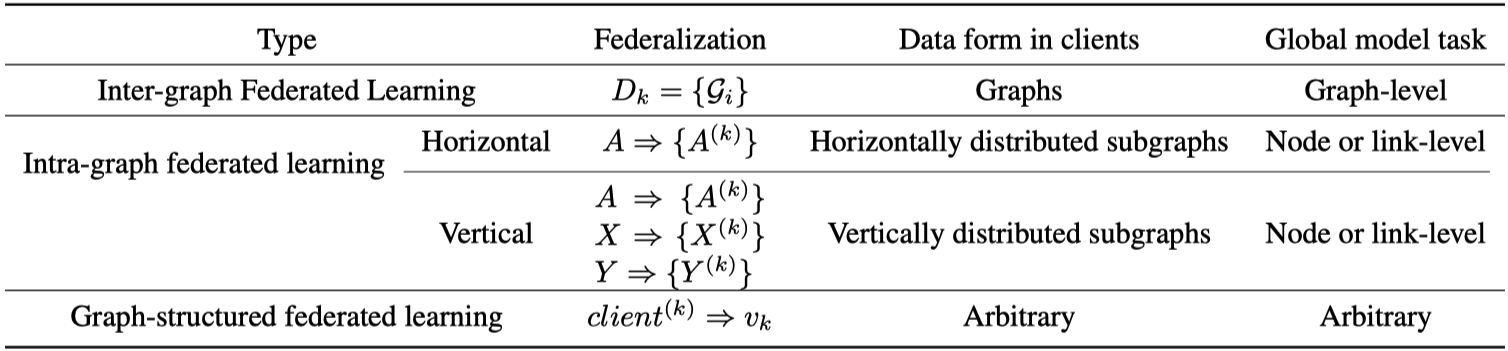 Type Federalization Data form in clients Global model task
Inter-graph Federated Learning D_k = {𝒢_i} Graphs Graph-level
Intra-graph federated learning Horizontal A ⇒ {A^(k)} Horizontally distributed subgraphs Node or link-level
Vertical A ⇒ {A^(k)} X ⇒ {X^(k)} Y ⇒ {Y^(k)} Vertically distributed subgraphs Node or link-level
Graph-structured federated learning client^(k) ⇒ v_k Arbitrary Arbitrary